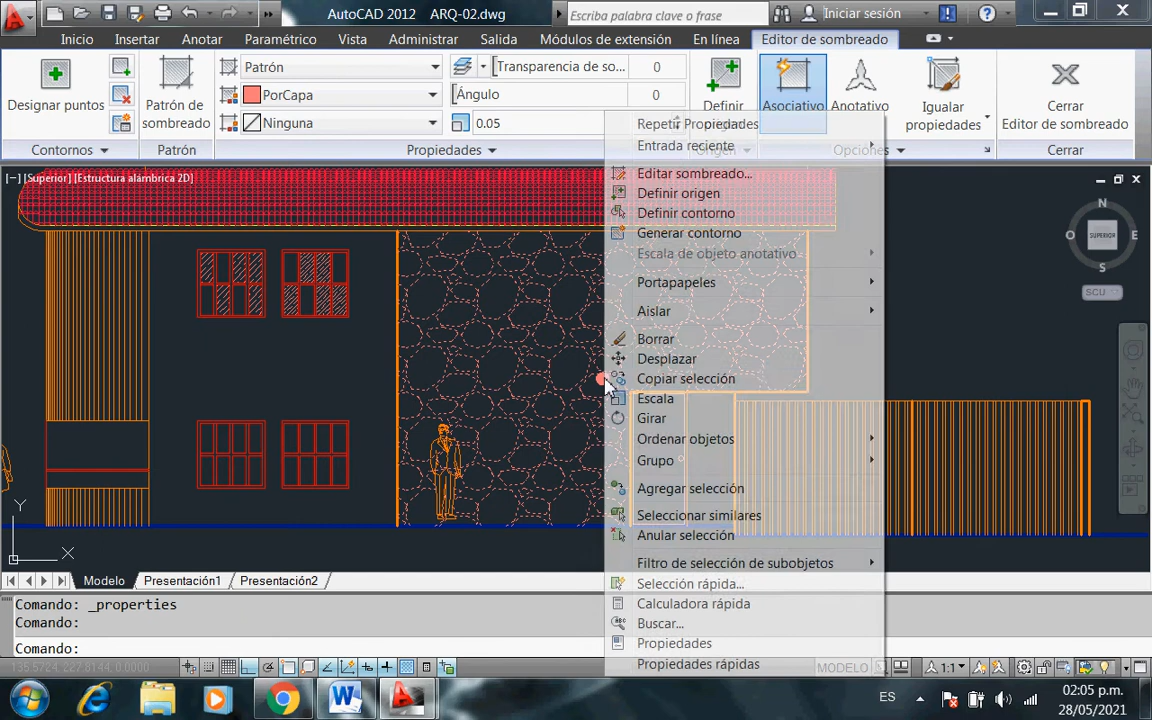 AutoCAD 2012 ARQ-02.dwg
Escriba palabra clave o frase
Iniciar sesión
Inicio Insertar Anotar Paramétrico Vista Administrar Salida Módulos de extensión En línea Editor de sombreado
Designar puntos
Contornos
Patrón de sombreado
Patrón
Patrón
PorCapa
Ninguna
Transparencia de so... 0
Ángulo 0
0.05
Propiedades
Definir
Origen
Asociativo
Anotativo
Igualar propiedades
Opciones
Cerrar Editor de sombreado
Cerrar
[–] [Superior] [Estructura alámbrica 2D]
N
O SUPERIOR E
S
SCU
Repetir Propiedades
Entrada reciente
Editar sombreado...
Definir origen
Definir contorno
Generar contorno
Escala de objeto anotativo
Portapapeles
Aislar
Borrar
Desplazar
Copiar selección
Escala
Girar
Ordenar objetos
Grupo
Agregar selección
Seleccionar similares
Anular selección
Filtro de selección de subobjetos
Selección rápida...
Calculadora rápida
Buscar...
Propiedades
Propiedades rápidas
Y
X
Modelo Presentación1 Presentación2
Comando: _properties
Comando:
Comando:
135.5724, 227.8144, 0.0000
MODELO
1:1
ES
02:05 p.m.
28/05/2021